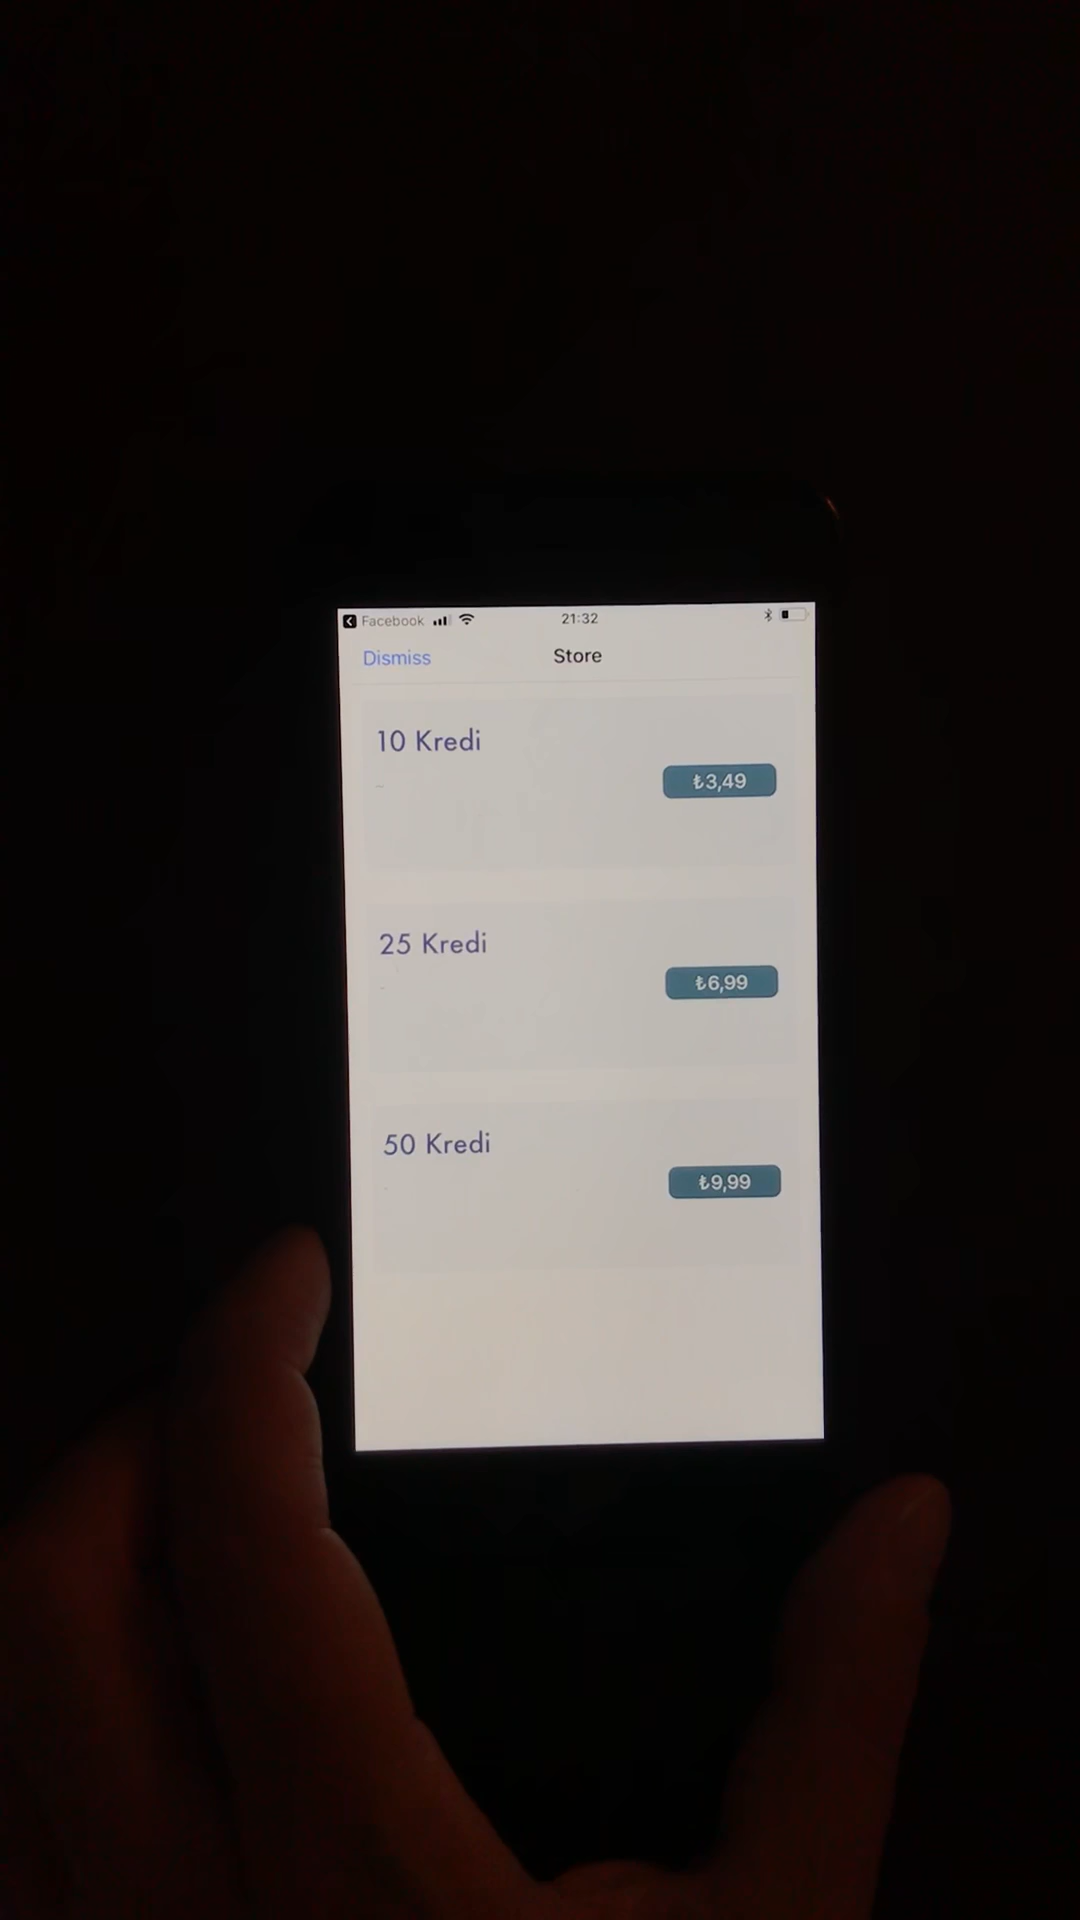 Facebook
21:32
Dismiss
Store
10 Kredi
₺3,49
25 Kredi
₺6,99
50 Kredi
₺9,99